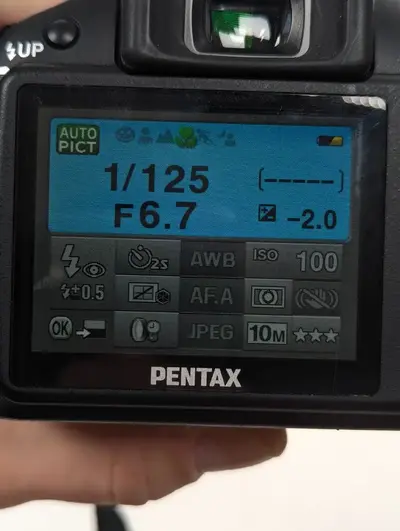 UP
AUTO
PICT
1/125
F6.7
-2.0
2S
AWB
ISO 100
±0.5
AF.A
OK
JPEG
10M ★★★
PENTAX